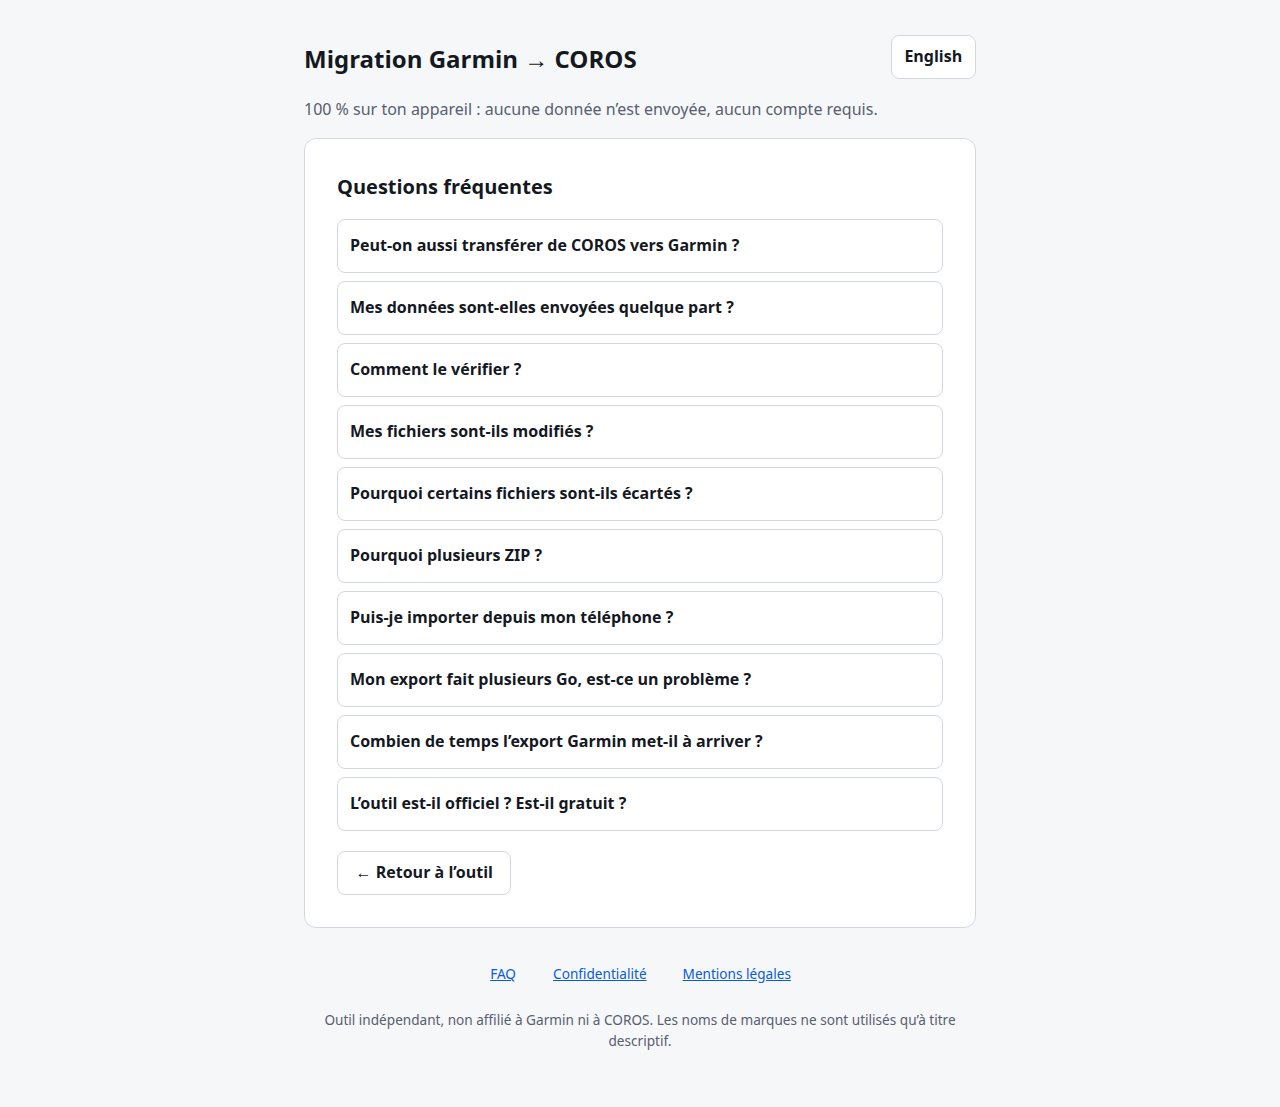 Migration Garmin → COROS
English
100 % sur ton appareil : aucune donnée n’est envoyée, aucun compte requis.
Questions fréquentes
Peut-on aussi transférer de COROS vers Garmin ?
Mes données sont-elles envoyées quelque part ?
Comment le vérifier ?
Mes fichiers sont-ils modifiés ?
Pourquoi certains fichiers sont-ils écartés ?
Pourquoi plusieurs ZIP ?
Puis-je importer depuis mon téléphone ?
Mon export fait plusieurs Go, est-ce un problème ?
Combien de temps l’export Garmin met-il à arriver ?
L’outil est-il officiel ? Est-il gratuit ?
← Retour à l’outil
FAQ Confidentialité Mentions légales
Outil indépendant, non affilié à Garmin ni à COROS. Les noms de marques ne sont utilisés qu’à titre
descriptif.